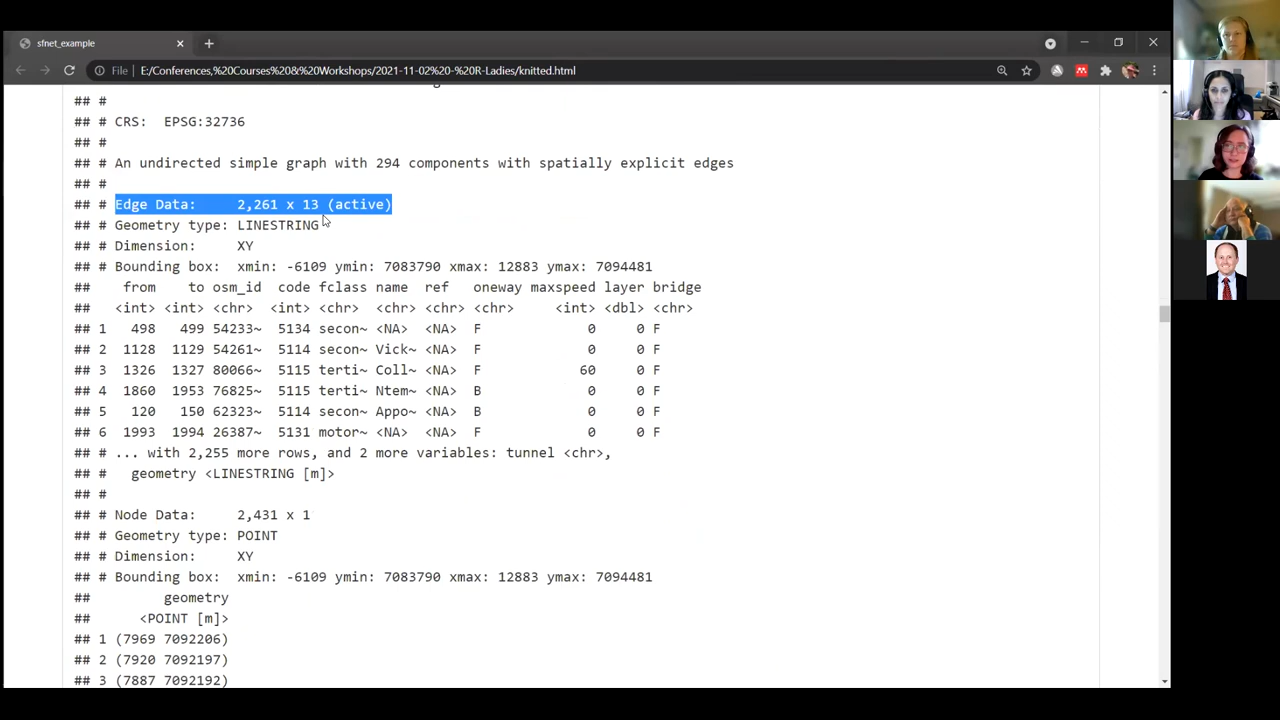 sfnet_example
File | E:/Conferences,%20Courses%20&%20Workshops/2021-11-02%20-%20R-Ladies/knitted.html
## #
## # CRS:  EPSG:32736
## #
## # An undirected simple graph with 294 components with spatially explicit edges
## #
## # Edge Data:     2,261 x 13 (active)
## # Geometry type: LINESTRING
## # Dimension:     XY
## # Bounding box:  xmin: -6109 ymin: 7083790 xmax: 12883 ymax: 7094481
##    from    to osm_id  code fclass name  ref   oneway maxspeed layer bridge
##   <int> <int> <chr>  <int> <chr>  <chr> <chr> <chr>     <int> <dbl> <chr>
## 1   498   499 54233~  5134 secon~ <NA>  <NA>  F             0     0 F
## 2  1128  1129 54261~  5114 secon~ Vick~ <NA>  F             0     0 F
## 3  1326  1327 80066~  5115 terti~ Coll~ <NA>  F            60     0 F
## 4  1860  1953 76825~  5115 terti~ Ntem~ <NA>  B             0     0 F
## 5   120   150 62323~  5114 secon~ Appo~ <NA>  B             0     0 F
## 6  1993  1994 26387~  5131 motor~ <NA>  <NA>  F             0     0 F
## # ... with 2,255 more rows, and 2 more variables: tunnel <chr>,
## #   geometry <LINESTRING [m]>
## #
## # Node Data:     2,431 x 1
## # Geometry type: POINT
## # Dimension:     XY
## # Bounding box:  xmin: -6109 ymin: 7083790 xmax: 12883 ymax: 7094481
##         geometry
##      <POINT [m]>
## 1 (7969 7092206)
## 2 (7920 7092197)
## 3 (7887 7092192)